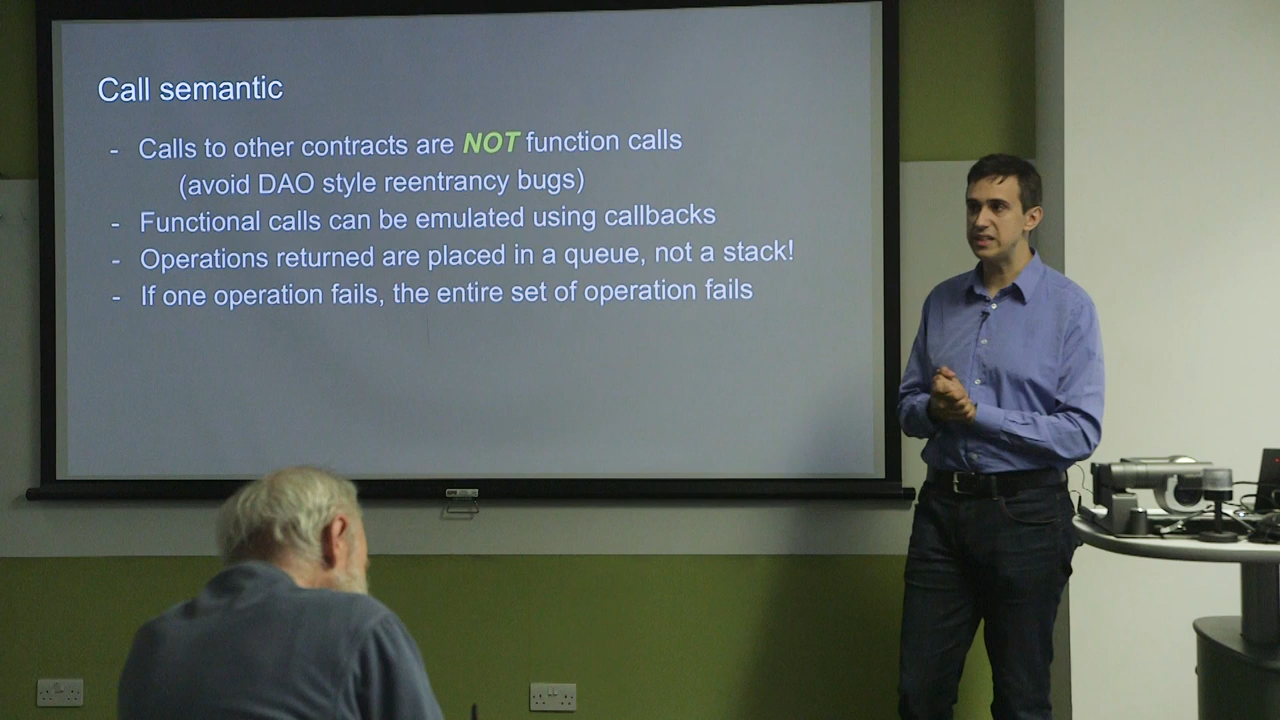 Call semantic
- Calls to other contracts are NOT function calls
(avoid DAO style reentrancy bugs)
- Functional calls can be emulated using callbacks
- Operations returned are placed in a queue, not a stack!
- If one operation fails, the entire set of operation fails